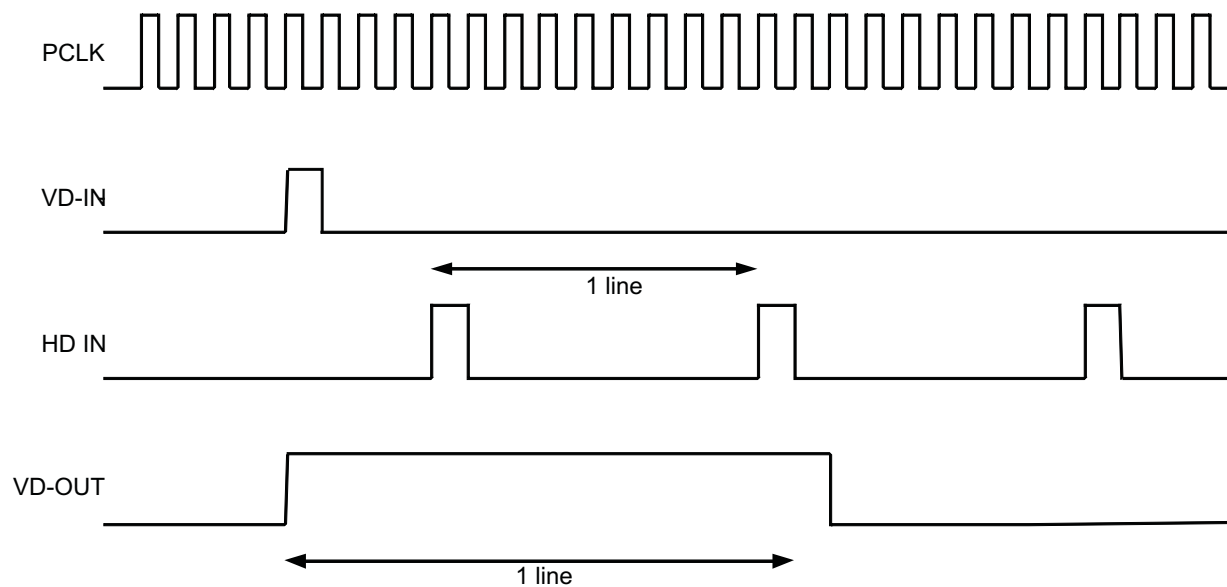 PCLK
VD-IN
1 line
HD IN
VD-OUT
1 line